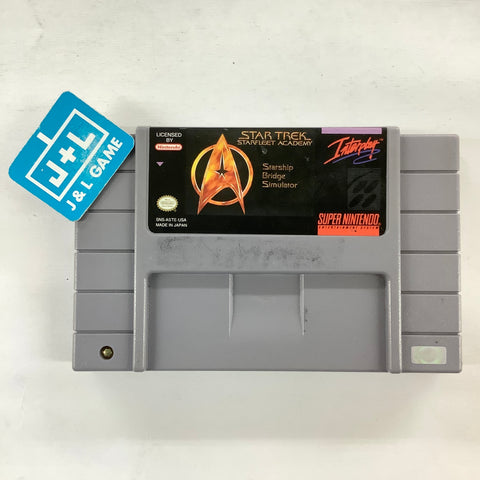 J+L
J&L GAME
LICENSED
BY
Nintendo
STAR TREK
STARFLEET ACADEMY
Starship
Bridge
Simulator
Interplay
SNS-ASTE-USA
MADE IN JAPAN
SUPER NINTENDO
ENTERTAINMENT SYSTEM